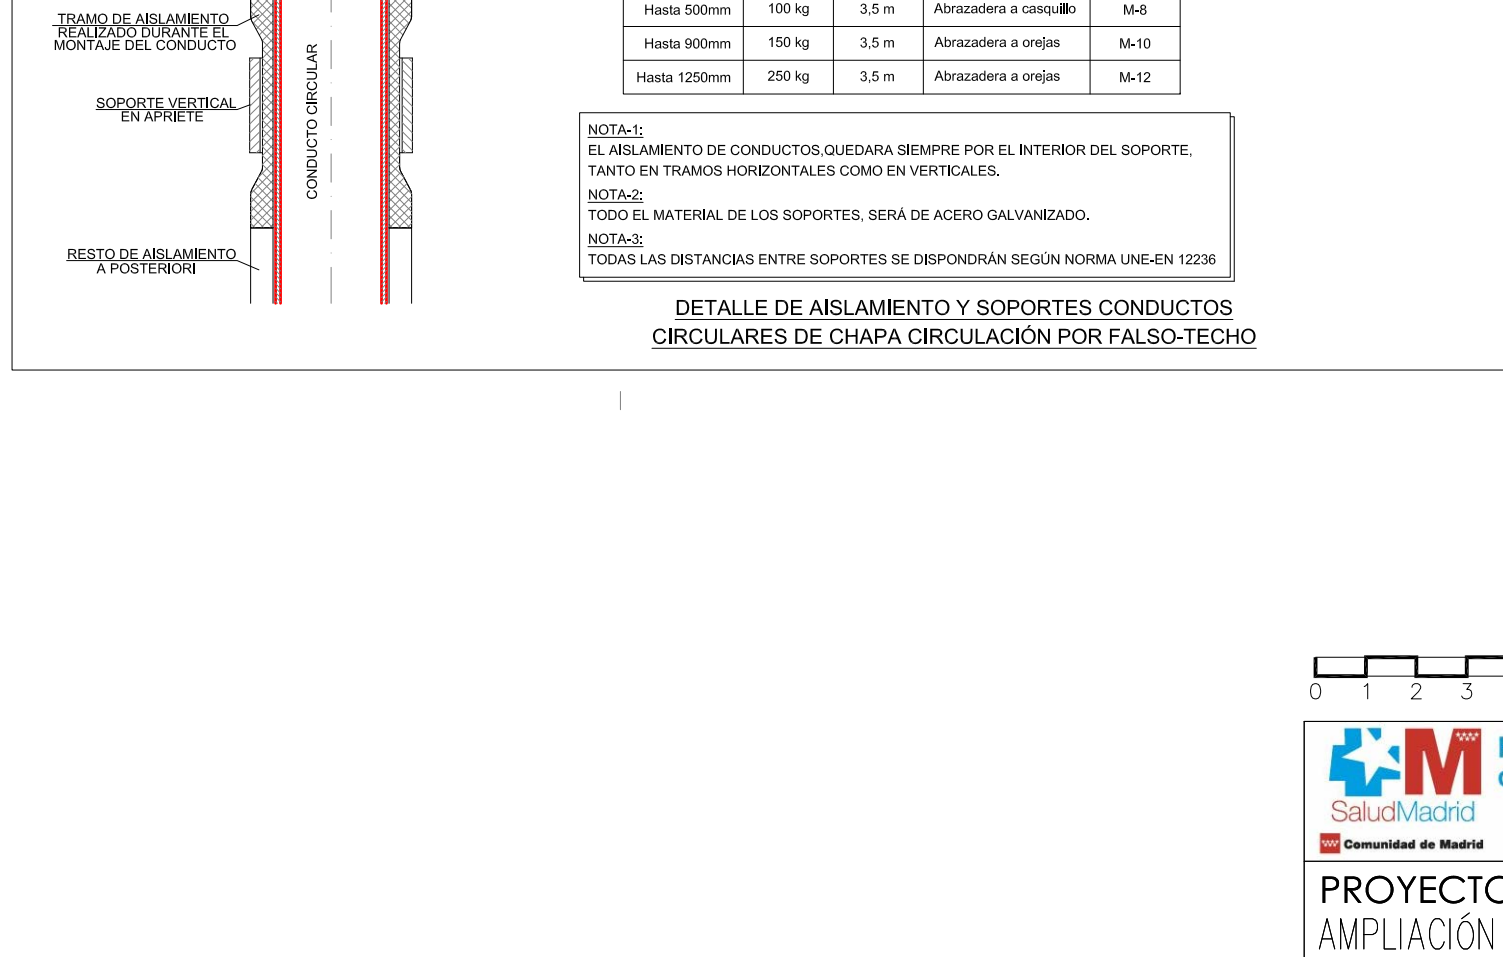 TRAMO DE AISLAMIENTO
REALIZADO DURANTE EL
MONTAJE DEL CONDUCTO
SOPORTE VERTICAL
EN APRIETE
CONDUCTO CIRCULAR
RESTO DE AISLAMIENTO
A POSTERIORI
Hasta 500mm 100 kg 3,5 m Abrazadera a casquillo M-8
Hasta 900mm 150 kg 3,5 m Abrazadera a orejas M-10
Hasta 1250mm 250 kg 3,5 m Abrazadera a orejas M-12
NOTA-1:
EL AISLAMIENTO DE CONDUCTOS,QUEDARA SIEMPRE POR EL INTERIOR DEL SOPORTE,
TANTO EN TRAMOS HORIZONTALES COMO EN VERTICALES.
NOTA-2:
TODO EL MATERIAL DE LOS SOPORTES, SERÁ DE ACERO GALVANIZADO.
NOTA-3:
TODAS LAS DISTANCIAS ENTRE SOPORTES SE DISPONDRÁN SEGÚN NORMA UNE-EN 12236
DETALLE DE AISLAMIENTO Y SOPORTES CONDUCTOS
CIRCULARES DE CHAPA CIRCULACIÓN POR FALSO-TECHO
0 1 2 3
M
SaludMadrid
Comunidad de Madrid
PROYECTO
AMPLIACIÓN